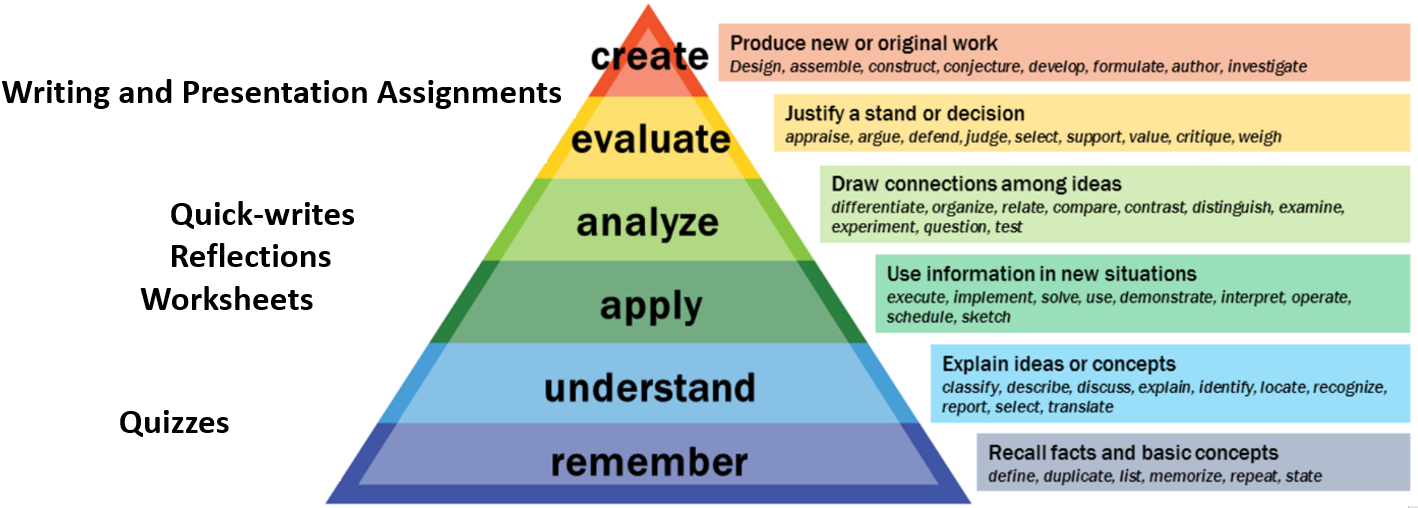 create
Produce new or original work
Design, assemble, construct, conjecture, develop, formulate, author, investigate
Writing and Presentation Assignments
evaluate
Justify a stand or decision
appraise, argue, defend, judge, select, support, value, critique, weigh
Quick-writes
Reflections
Worksheets
analyze
Draw connections among ideas
differentiate, organize, relate, compare, contrast, distinguish, examine,
experiment, question, test
apply
Use information in new situations
execute, implement, solve, use, demonstrate, interpret, operate,
schedule, sketch
understand
Explain ideas or concepts
classify, describe, discuss, explain, identify, locate, recognize,
report, select, translate
Quizzes
remember
Recall facts and basic concepts
define, duplicate, list, memorize, repeat, state